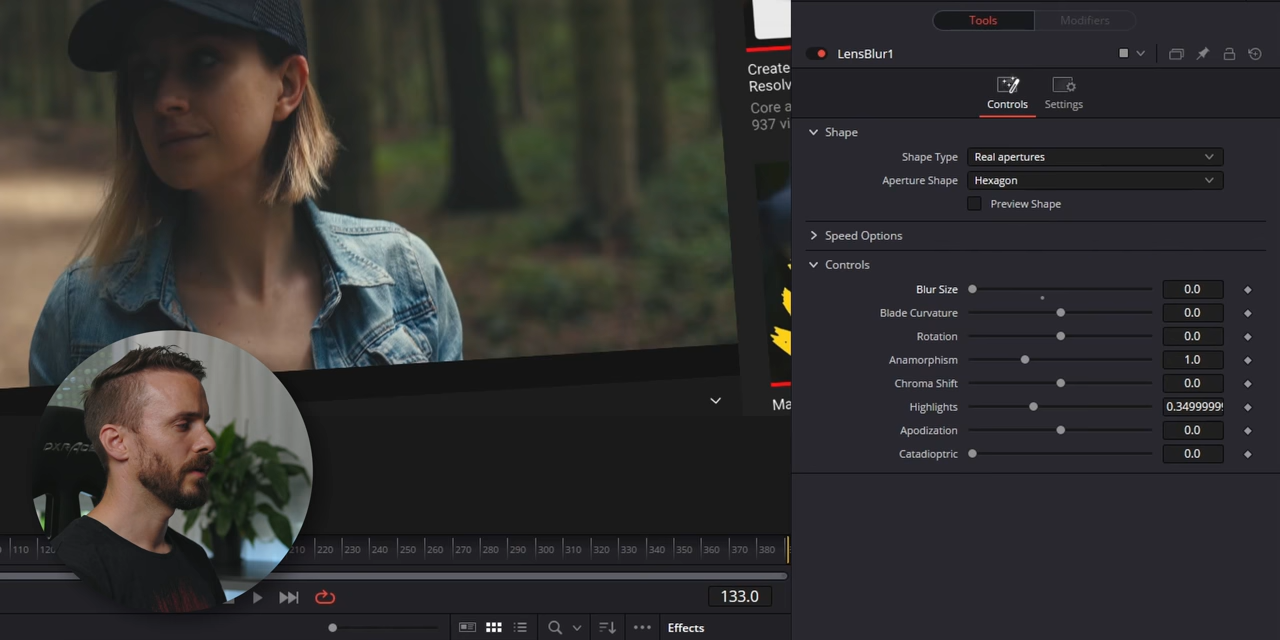 Tools
Modifiers
LensBlur1
Controls
Settings
Shape
Shape Type
Real apertures
Aperture Shape
Hexagon
Preview Shape
Speed Options
Controls
Blur Size
0.0
Blade Curvature
0.0
Rotation
0.0
Anamorphism
1.0
Chroma Shift
0.0
Highlights
0.3499999
Apodization
0.0
Catadioptric
0.0
Create
Resolv
Core a
937 vi
Ma
110
120
210
220
230
240
250
260
270
280
290
300
310
320
330
340
350
360
370
380
133.0
Effects